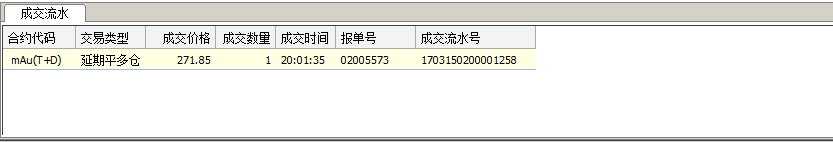 成交流水
合约代码 交易类型 成交价格 成交数量 成交时间 报单号 成交流水号
mAu(T+D) 延期平多仓 271.85 1 20:01:35 02005573 1703150200001258